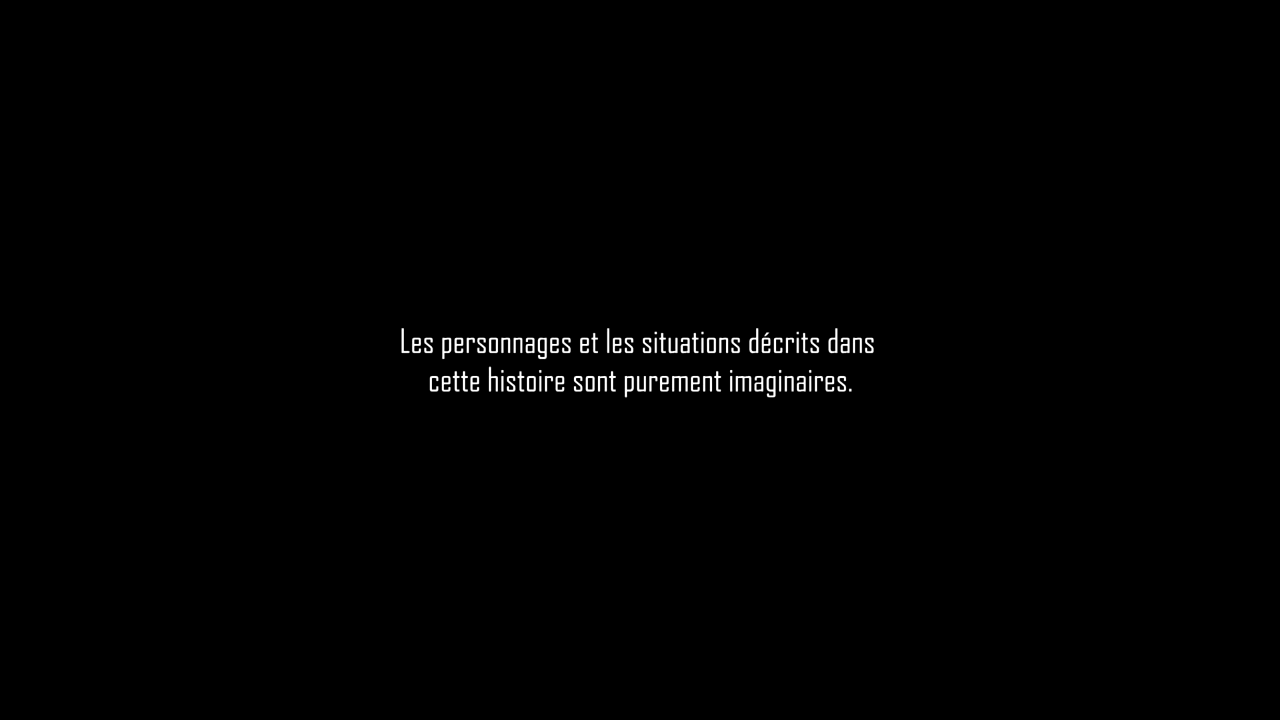 Les personnages et les situations décrits dans
cette histoire sont purement imaginaires.